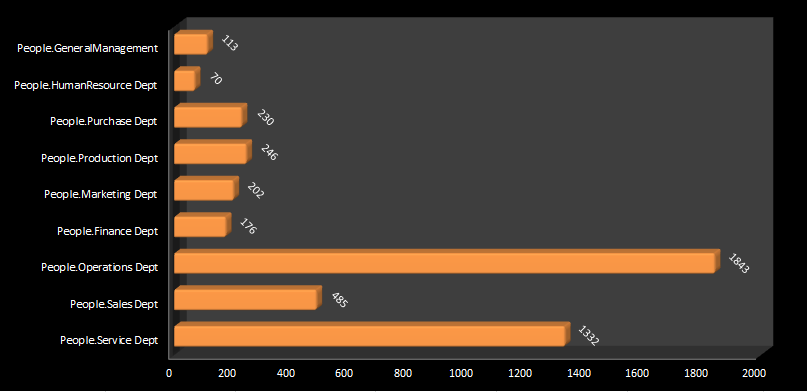 People.GeneralManagement 113
People.HumanResource Dept 70
People.Purchase Dept 230
People.Production Dept 246
People.Marketing Dept 202
People.Finance Dept 176
People.Operations Dept 1843
People.Sales Dept 485
People.Service Dept 1332
0 200 400 600 800 1000 1200 1400 1600 1800 2000